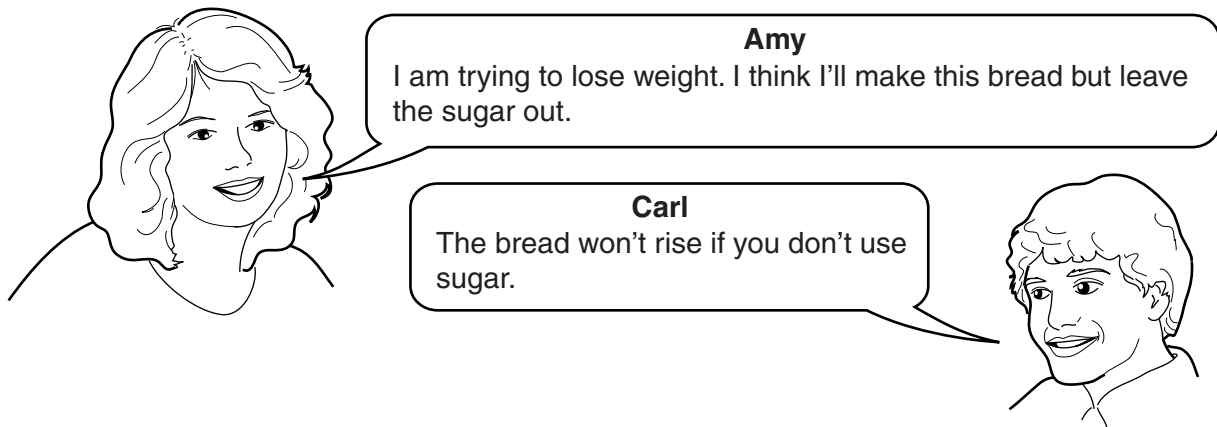 Amy
I am trying to lose weight. I think I’ll make this bread but leave
the sugar out.
Carl
The bread won’t rise if you don’t use
sugar.